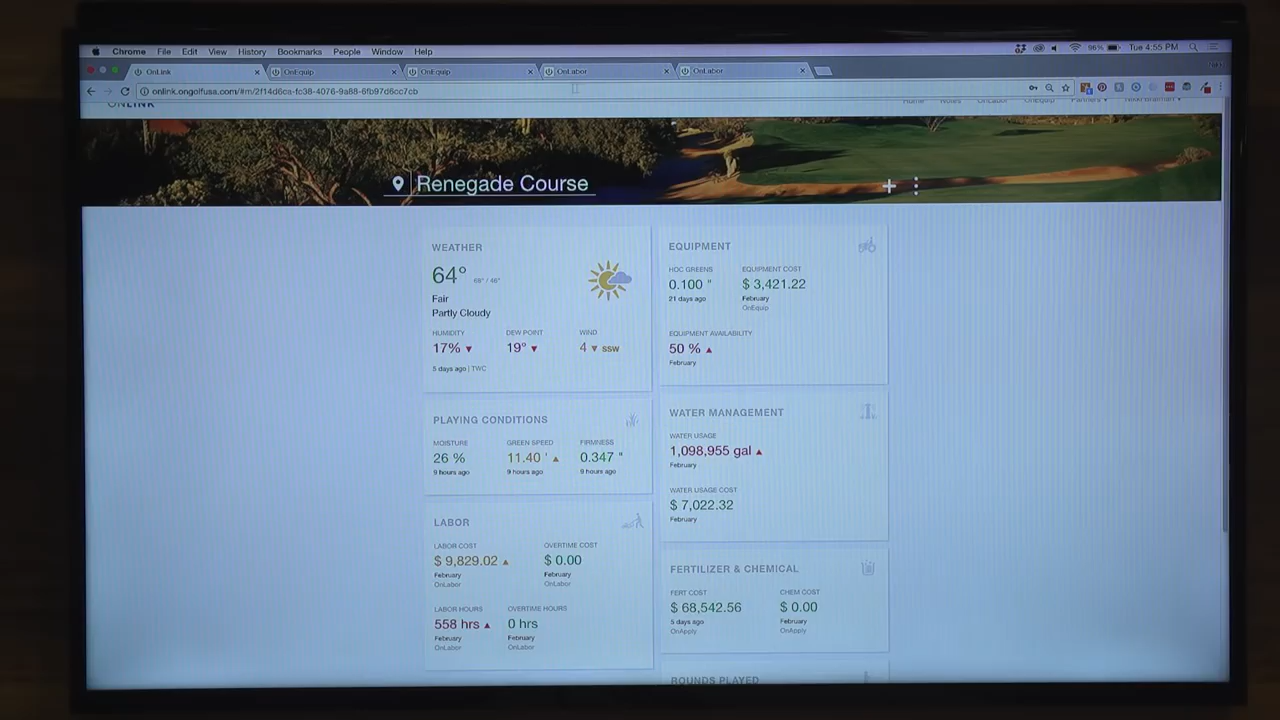 Chrome File Edit View History Bookmarks People Window Help
96% Tue 4:55 PM
OnLink
OnEquip
OnEquip
OnLabor
OnLabor
onlink.ongolfusa.com/#m/2f14d6ca-fc38-4076-9a88-6fb97d6cc7cb
ONLINK
Home
OnLabor OnEquip Partners
Renegade Course
WEATHER
64°
Fair
Partly Cloudy
HUMIDITY DEW POINT WIND
17% ▼ 19° ▼ 4 ▼ SSW
5 days ago | TWC
PLAYING CONDITIONS
MOISTURE GREEN SPEED FIRMNESS
26 % 11.40 ' ▲ 0.347 "
9 hours ago 9 hours ago 9 hours ago
LABOR
LABOR COST OVERTIME COST
$ 9,829.02 ▲ $ 0.00
February February
OnLabor OnLabor
LABOR HOURS OVERTIME HOURS
558 hrs ▲ 0 hrs
February February
OnLabor OnLabor
EQUIPMENT
HOC GREENS EQUIPMENT COST
0.100 " $ 3,421.22
21 days ago February
OnEquip
EQUIPMENT AVAILABILITY
50 % ▲
February
WATER MANAGEMENT
WATER USAGE
1,098,955 gal ▲
February
WATER USAGE COST
$ 7,022.32
February
FERTILIZER & CHEMICAL
FERT COST CHEM COST
$ 68,542.56 $ 0.00
5 days ago February
OnApply OnApply
ROUNDS PLAYED